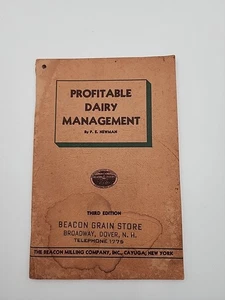 PROFITABLE
DAIRY
MANAGEMENT
By P. E. NEWMAN
THIRD EDITION
BEACON GRAIN STORE
BROADWAY, DOVER, N. H.
TELEPHONE 1775
THE BEACON MILLING COMPANY, INC., CAYUGA, NEW YORK